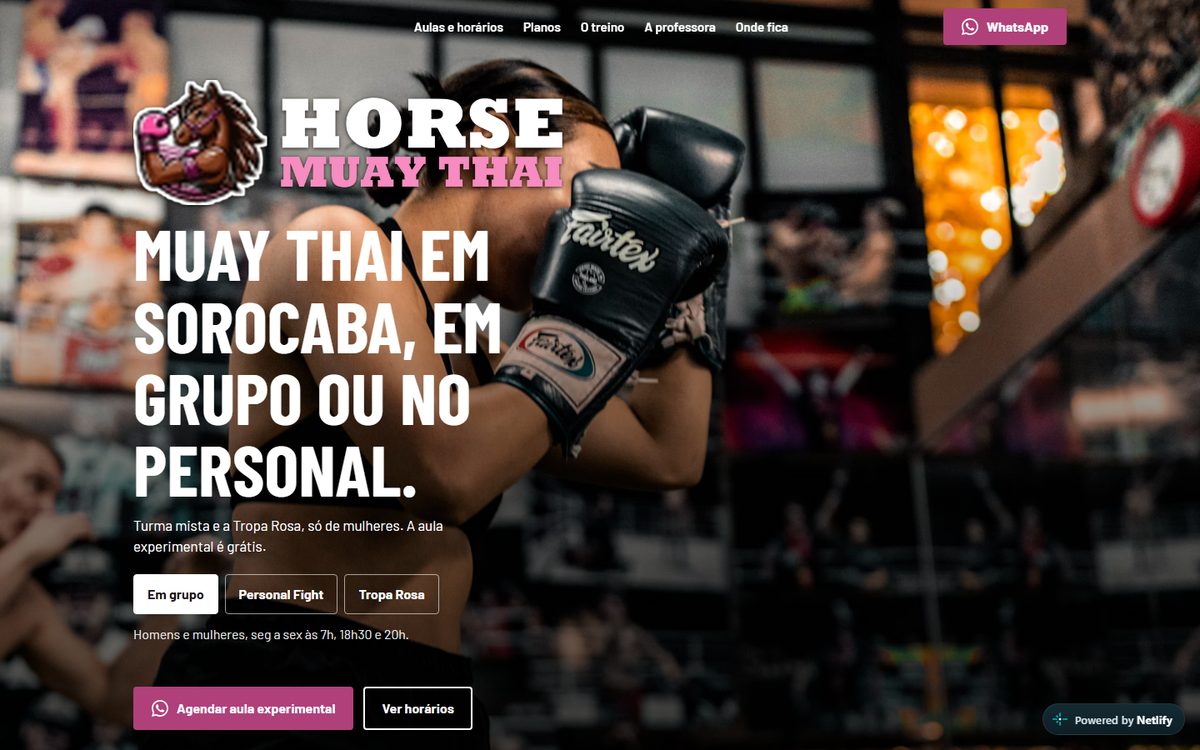 Aulas e horários Planos O treino A professora Onde fica WhatsApp
HORSE
MUAY THAI
MUAY THAI EM
SOROCABA, EM
GRUPO OU NO
PERSONAL.
Fairtex
Fairtex
Turma mista e a Tropa Rosa, só de mulheres. A aula
experimental é grátis.
Em grupo Personal Fight Tropa Rosa
Homens e mulheres, seg a sex às 7h, 18h30 e 20h.
Agendar aula experimental Ver horários
Powered by Netlify